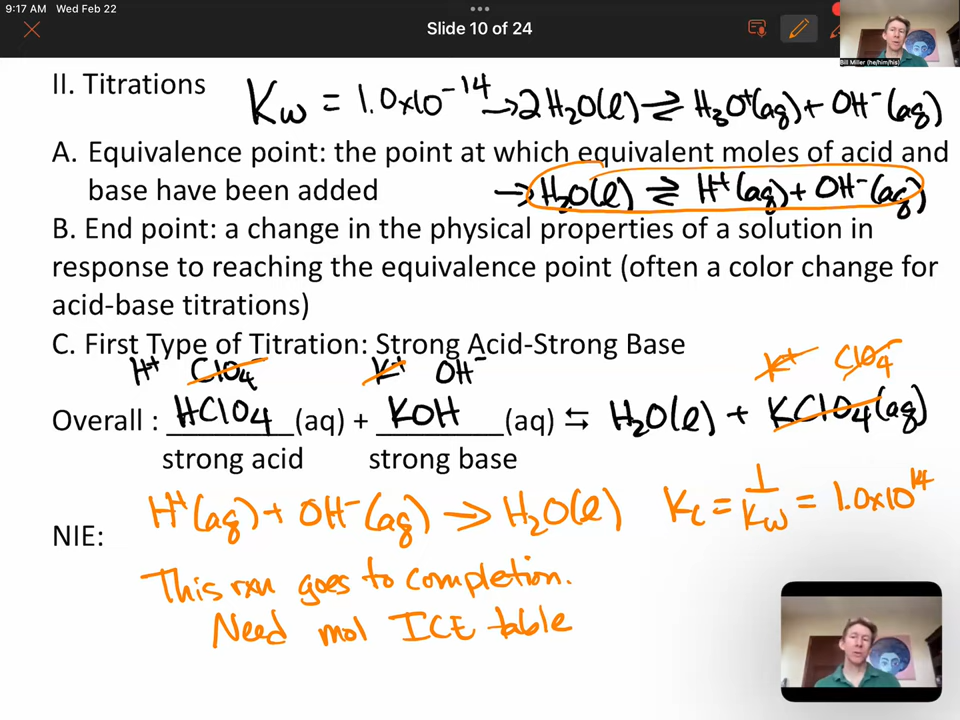 9:17 AM Wed Feb 22
Slide 10 of 24
Bill Miller (he/him/his)
II. Titrations
Kw = 1.0x10⁻¹⁴ → 2H₂O(l) ⇌ H₃O⁺(aq) + OH⁻(aq)
A. Equivalence point: the point at which equivalent moles of acid and
base have been added
→ H₂O(l) ⇌ H⁺(aq) + OH⁻(aq)
B. End point: a change in the physical properties of a solution in
response to reaching the equivalence point (often a color change for
acid-base titrations)
C. First Type of Titration: Strong Acid-Strong Base
H⁺ ClO₄⁻ K⁺ OH⁻ K⁺ ClO₄⁻
Overall : HClO₄ (aq) + KOH (aq) ⇆ H₂O(l) + KClO₄(aq)
strong acid strong base
H⁺(aq) + OH⁻(aq) → H₂O(l) Kc = 1/Kw = 1.0x10¹⁴
NIE:
This rxn goes to completion.
Need mol ICE table